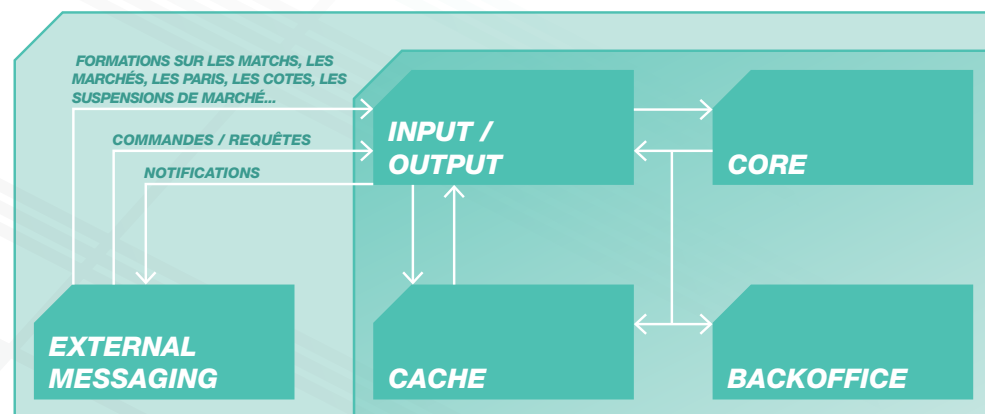 FORMATIONS SUR LES MATCHS, LES
MARCHÉS, LES PARIS, LES COTES, LES
SUSPENSIONS DE MARCHÉ...
COMMANDES / REQUÊTES
NOTIFICATIONS
INPUT /
OUTPUT
CORE
EXTERNAL
MESSAGING
CACHE
BACKOFFICE